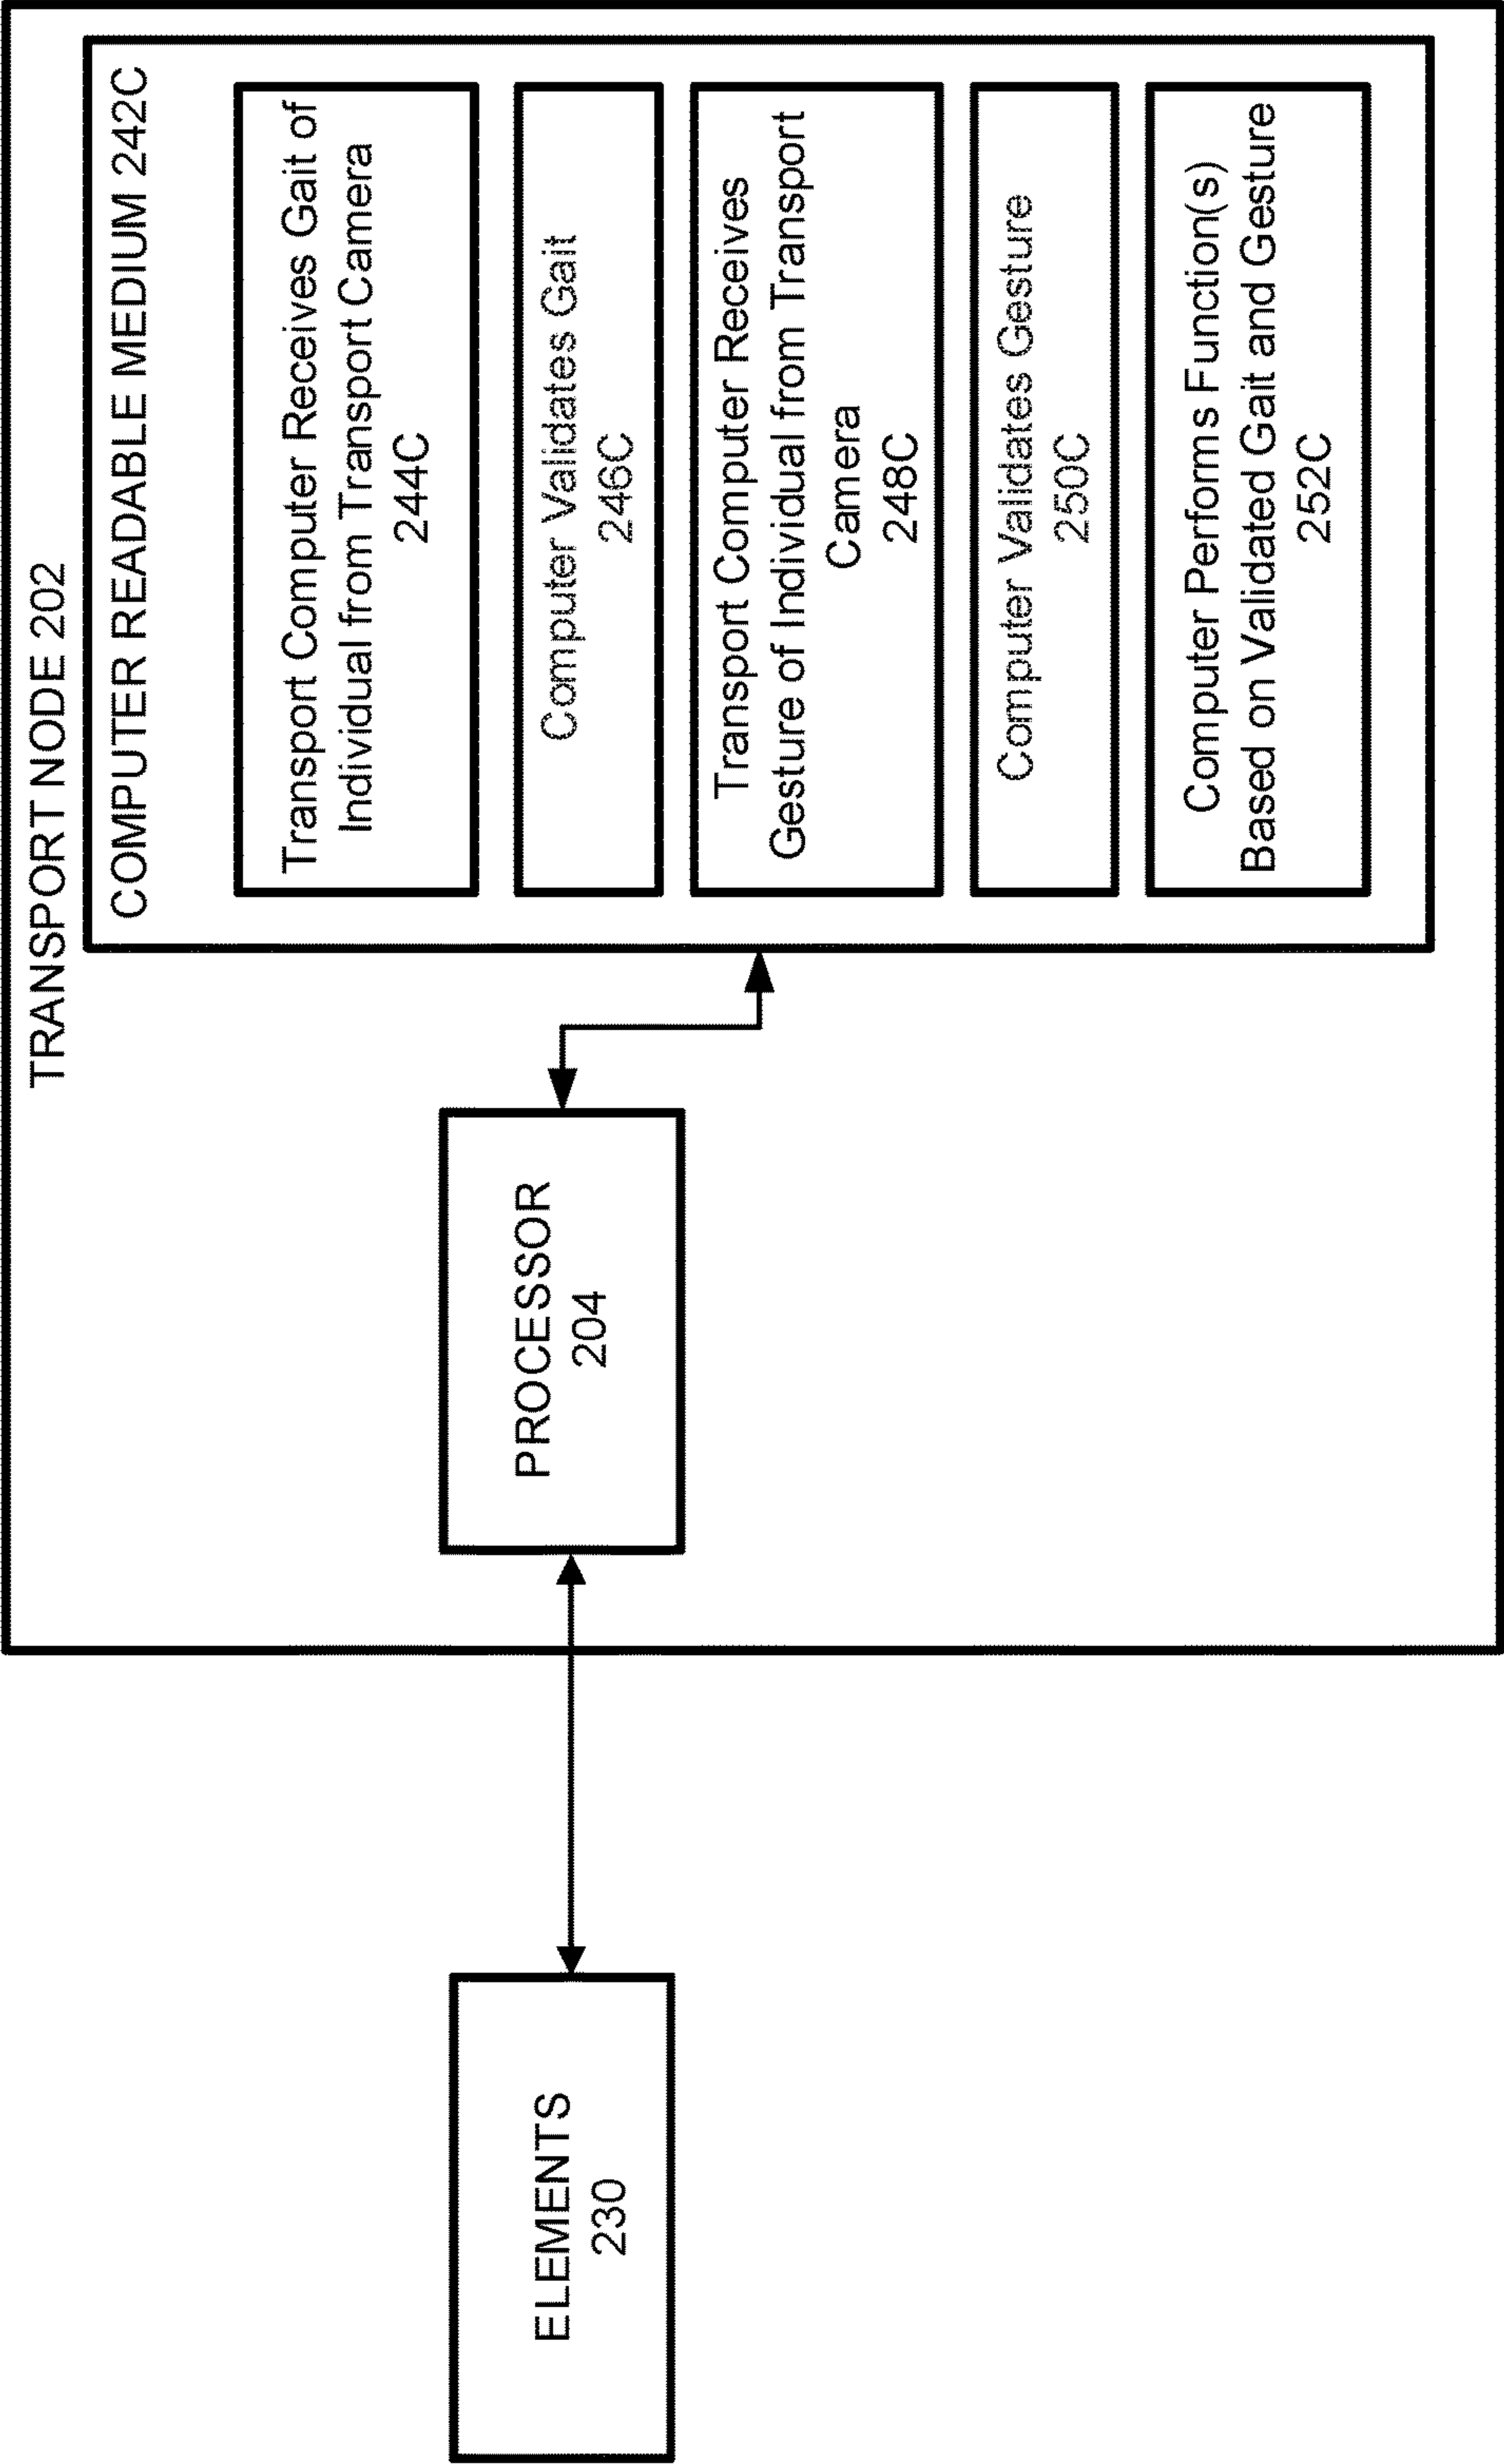 TRANSPORT NODE 202
COMPUTER READABLE MEDIUM 242C
Transport Computer Receives Gait of
Individual from Transport Camera
244C
Computer Validates Gait
246C
Transport Computer Receives
Gesture of Individual from Transport
Camera
248C
Computer Validates Gesture
250C
Computer Performs Function(s)
Based on Validated Gait and Gesture
252C
PROCESSOR
204
ELEMENTS
230